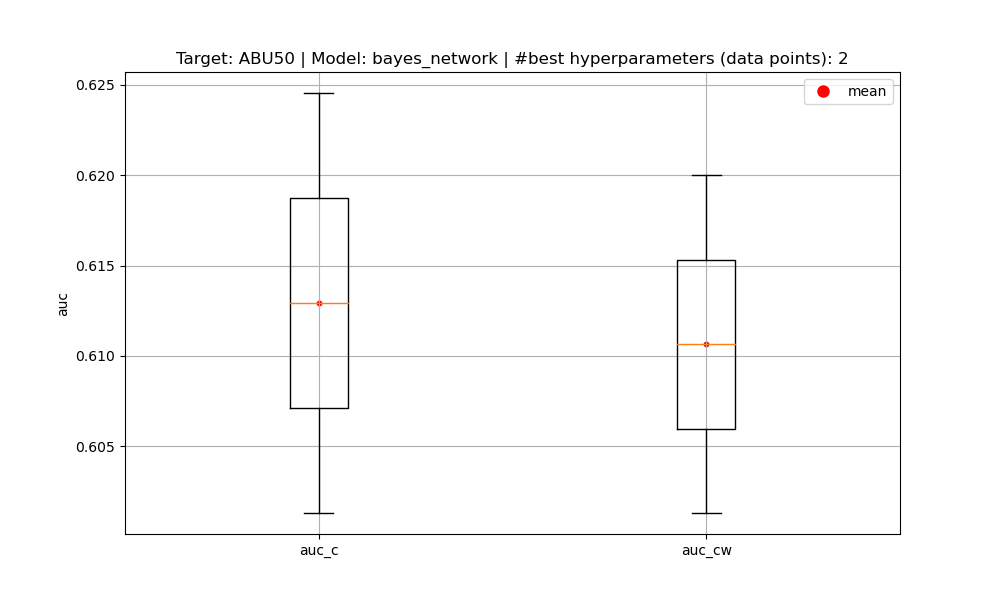 Target: ABU50 | Model: bayes_network | #best hyperparameters (data points): 2
mean
0.625
0.620
0.615
0.610
0.605
auc
auc_c
auc_cw